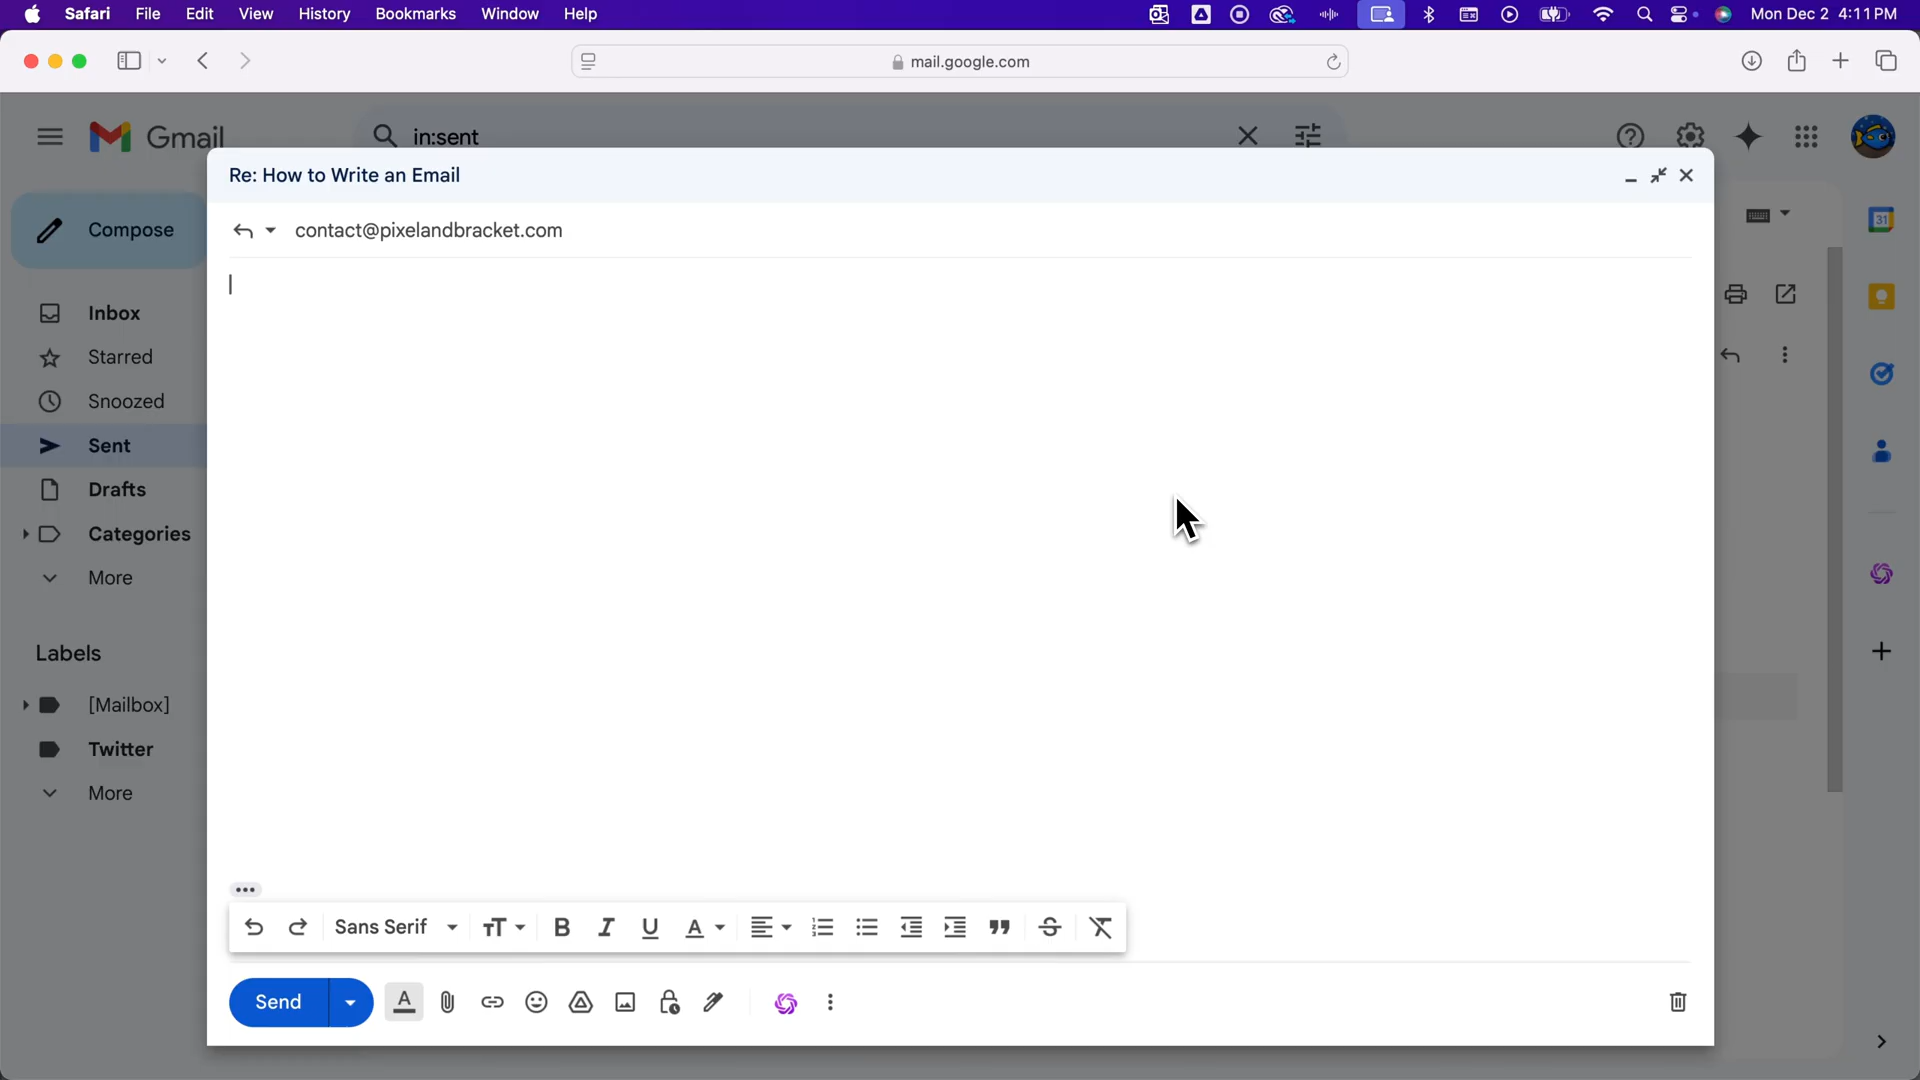 Safari File Edit View History Bookmarks Window Help Mon Dec 2 4:11 PM
mail.google.com
Gmail in:sent
Re: How to Write an Email
contact@pixelandbracket.com
Compose
Inbox
Starred
Snoozed
Sent
Drafts
Categories
More
Labels
[Mailbox]
Twitter
More
31
Sans Serif
Send